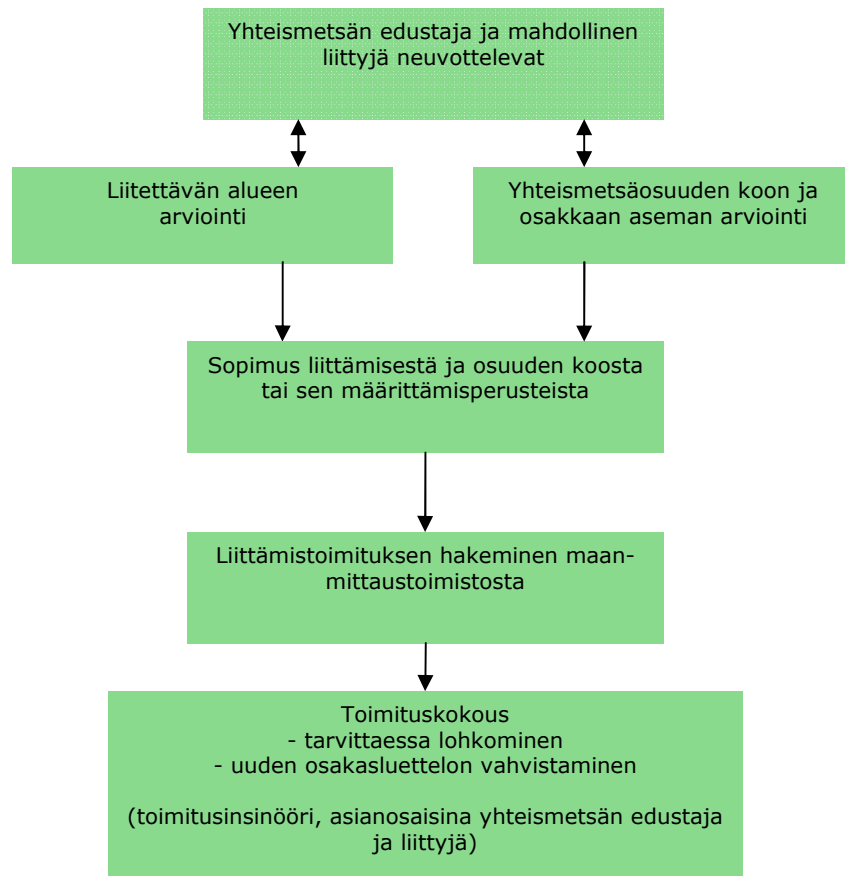 Yhteismetsän edustaja ja mahdollinen
liittyjä neuvottelevat
Liitettävän alueen
arviointi
Yhteismetsäosuuden koon ja
osakkaan aseman arviointi
Sopimus liittämisestä ja osuuden koosta
tai sen määrittämisperusteista
Liittämistoimituksen hakeminen maan-
mittaustoimistosta
Toimituskokous
- tarvittaessa lohkominen
- uuden osakasluettelon vahvistaminen
(toimitusinsinööri, asianosaisina yhteismetsän edustaja
ja liittyjä)